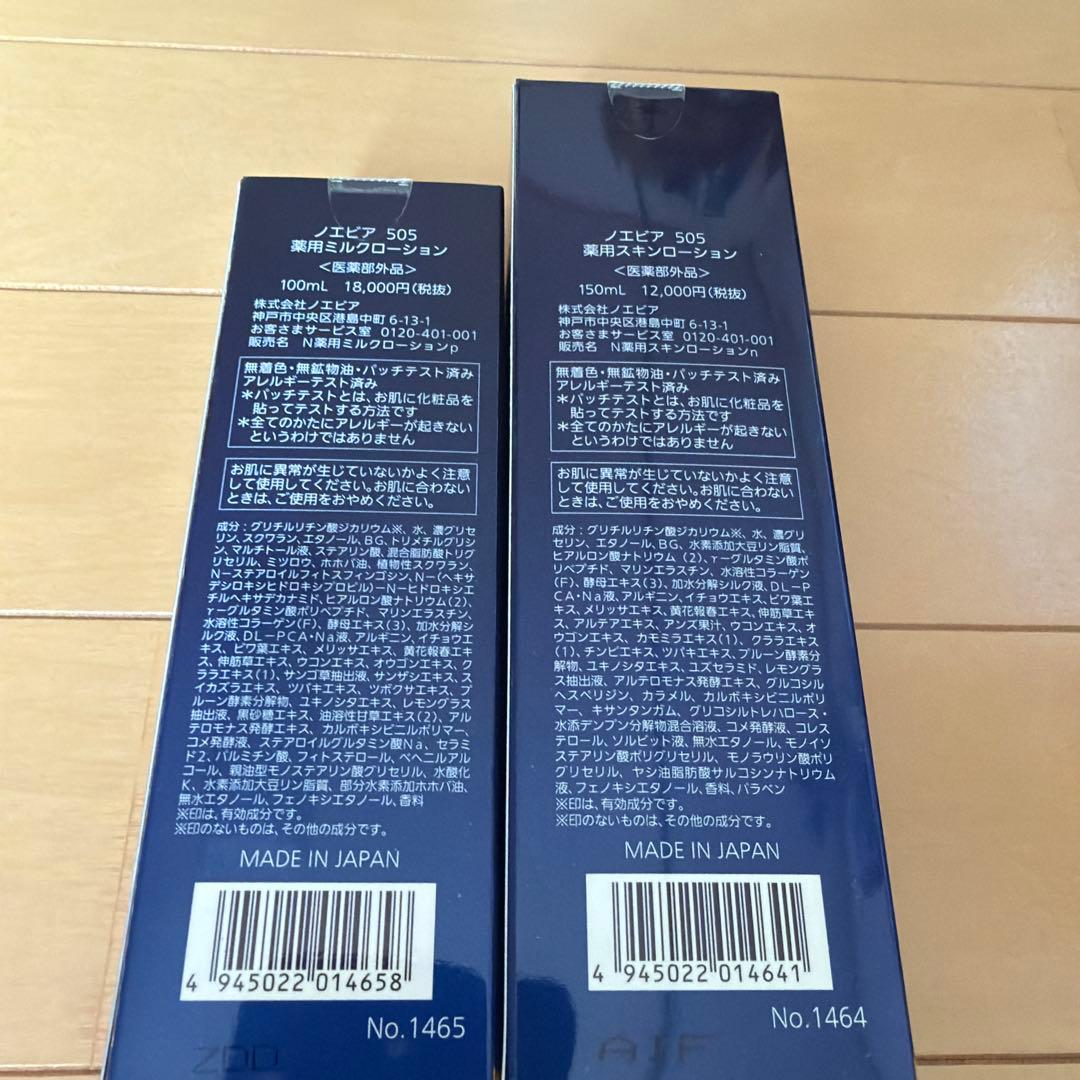 ノエビア 505
薬用ミルクローション
＜医薬部外品＞
100mL 18,000円(税抜)
株式会社ノエビア
神戸市中央区港島中町 6-13-1
お客さまサービス室 0120-401-001
販売名 N薬用ミルクローションp
無着色・無鉱物油・パッチテスト済み
アレルギーテスト済み
＊パッチテストとは、お肌に化粧品を
貼ってテストする方法です
＊全てのかたにアレルギーが起きない
というわけではありません
お肌に異常が生じていないかよく注意
して使用してください。お肌に合わない
ときは、ご使用をおやめください。
成分：グリチルリチン酸ジカリウム※、水、濃グリセ
リン、スクワラン、エタノール、BG、トリメチルグリシ
ン、マルチトール液、ステアリン酸、混合脂肪酸トリグ
リセリル、ミツロウ、ホホバ油、植物性スクワラン、
N-ステアロイルフィトスフィンゴシン、N-(ヘキサ
デシロキシヒドロキシプロピル)-N-ヒドロキシエ
チルヘキサデカナミド、ヒアルロン酸ナトリウム(2)、
γ-グルタミン酸ポリペプチド、マリンエラスチン、
水溶性コラーゲン(F)、酵母エキス(3)、加水分解シ
ルク液、DL-PCA・Na液、アルギニン、イチョウエキ
ス、ビワ葉エキス、メリッサエキス、黄花報春エキ
ス、伸筋草エキス、ウコンエキス、オウゴンエキス、ク
ララエキス(1)、サンゴ草抽出液、サンザシエキス、ス
イカズラエキス、ツバキエキス、ツボクサエキス、プ
ルーン酵素分解物、ユキノシタエキス、レモングラス
抽出液、黒砂糖エキス、油溶性甘草エキス(2)、アル
テロモナス発酵エキス、カルボキシビニルポリマー、
コメ発酵液、ステアロイルグルタミン酸Na、セラミ
ド2、パルミチン酸、フィトステロール、ベヘニルアル
コール、親油型モノステアリン酸グリセリル、水酸化
K、水素添加大豆リン脂質、部分水素添加ホホバ油、
無水エタノール、フェノキシエタノール、香料
※印は、有効成分です。
※印のないものは、その他の成分です。
MADE IN JAPAN
4 945022 014658
No.1465
ZDD
ノエビア 505
薬用スキンローション
＜医薬部外品＞
150mL 12,000円(税抜)
株式会社ノエビア
神戸市中央区港島中町 6-13-1
お客さまサービス室 0120-401-001
販売名 N薬用スキンローションn
無着色・無鉱物油・パッチテスト済み
アレルギーテスト済み
＊パッチテストとは、お肌に化粧品を
貼ってテストする方法です
＊全てのかたにアレルギーが起きない
というわけではありません
お肌に異常が生じていないかよく注意
して使用してください。お肌に合わない
ときは、ご使用をおやめください。
成分：グリチルリチン酸ジカリウム※、水、濃グリ
セリン、エタノール、BG、水素添加大豆リン脂質、
ヒアルロン酸ナトリウム(2)、γ-グルタミン酸ポ
リペプチド、マリンエラスチン、水溶性コラーゲン
(F)、酵母エキス(3)、加水分解シルク液、DL-P
CA・Na液、アルギニン、イチョウエキス、ビワ葉エ
キス、メリッサエキス、黄花報春エキス、伸筋草エキ
ス、アルテアエキス、アンズ果汁、ウコンエキス、オ
ウゴンエキス、カモミラエキス(1)、クララエキス
(1)、チンピエキス、ツバキエキス、プルーン酵素分
解物、ユキノシタエキス、ユズセラミド、レモングラ
ス抽出液、アルテロモナス発酵エキス、グルコシル
ヘスペリジン、カラメル、カルボキシビニルポリ
マー、キサンタンガム、グリコシルトレハロース・
水添デンプン分解物混合溶液、コメ発酵液、コレス
テロール、ソルビット液、無水エタノール、モノイソ
ステアリン酸ポリグリセリル、モノラウリン酸ポリ
グリセリル、ヤシ油脂肪酸サルコシンナトリウム
液、フェノキシエタノール、香料、パラベン
※印は、有効成分です。
※印のないものは、その他の成分です。
MADE IN JAPAN
4 945022 014641
No.1464
AJF